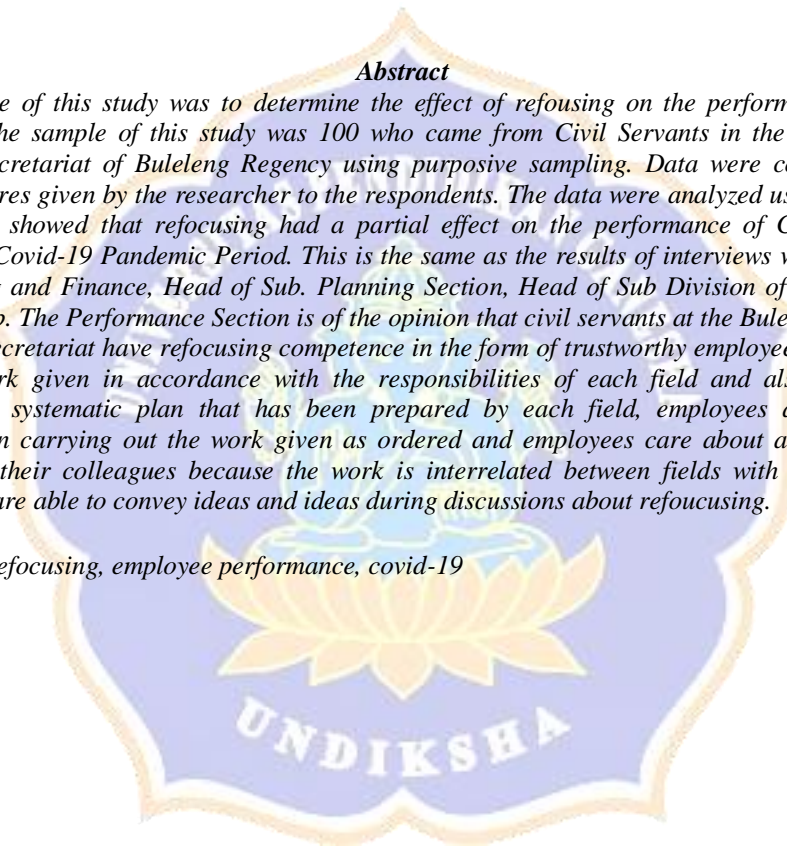 Abstract
e of this study was to determine the effect of refousing on the perform
he sample of this study was 100 who came from Civil Servants in the
cretariat of Buleleng Regency using purposive sampling. Data were c
res given by the researcher to the respondents. The data were analyzed us
showed that refocusing had a partial effect on the performance of C
Covid-19 Pandemic Period. This is the same as the results of interviews w
and Finance, Head of Sub. Planning Section, Head of Sub Division of
b. The Performance Section is of the opinion that civil servants at the Bule
ecretariat have refocusing competence in the form of trustworthy employee
rk given in accordance with the responsibilities of each field and al
systematic plan that has been prepared by each field, employees a
n carrying out the work given as ordered and employees care about a
their colleagues because the work is interrelated between fields with
are able to convey ideas and ideas during discussions about refoucusing.
efocusing, employee performance, covid-19
UNDIKSHA